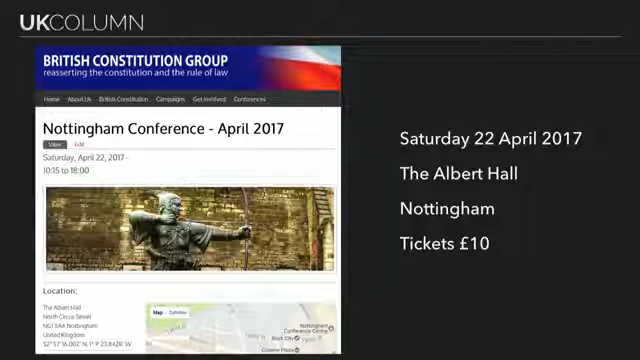 UKCOLUMN
BRITISH CONSTITUTION GROUP
reasserting the constitution and the rule of law
Home About Us British Constitution Campaigns Get Involved Conferences
Nottingham Conference - April 2017
View Edit
Saturday, April 22, 2017 -
10:15 to 18:00
Location:
The Albert Hall
North Circus Street
Nottingham
United Kingdom
Map
Nottingham
Conference Centre
Saturday 22 April 2017
The Albert Hall
Nottingham
Tickets £10